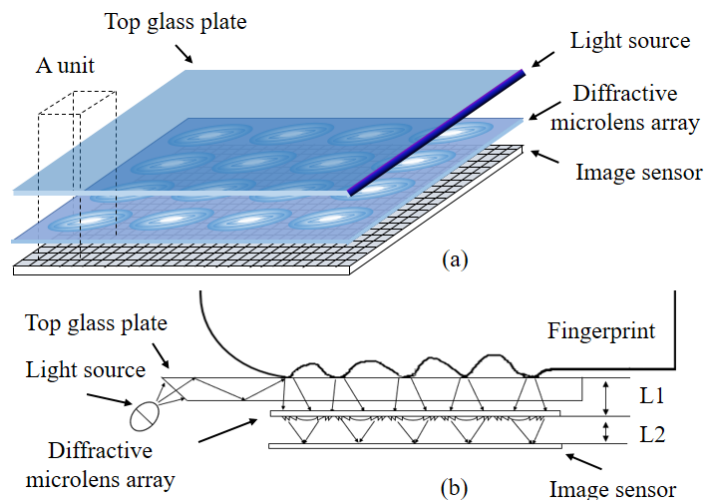 Top glass plate
Light source
A unit
Diffractive
microlens array
Image sensor
(a)
Top glass plate
Fingerprint
Light source
L1
L2
Diffractive
microlens array
(b)
Image sensor